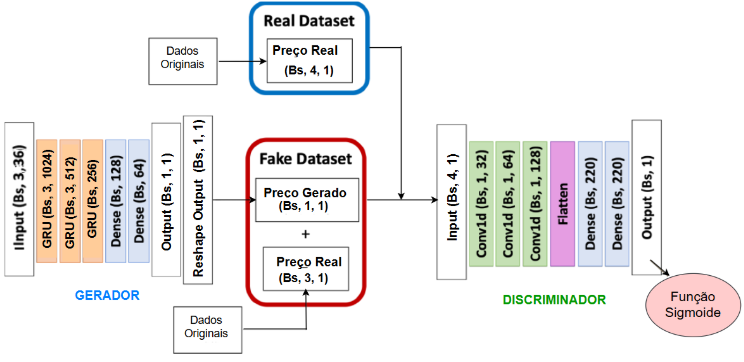 Real Dataset
Dados
Originais
Preço Real
(Bs, 4, 1)
IInput (Bs, 3,,36)
GRU (Bs, 3, 1024)
GRU (Bs, 3, 512)
GRU (Bs, 256)
Dense (Bs, 128)
Dense (Bs, 64)
Output (Bs, 1, 1)
Reshape Output (Bs, 1, 1)
GERADOR
Fake Dataset
Preço Gerado
(Bs, 1, 1)
+
Preço Real
(Bs, 3, 1)
Dados
Originais
Input (Bs, 4, 1)
Conv1d (Bs, 1, 32)
Conv1d (Bs, 1, 64)
Conv1d (Bs, 1, 128)
Flatten
Dense (Bs, 220)
Dense (Bs, 220)
Output (Bs, 1)
DISCRIMINADOR
Função
Sigmoide